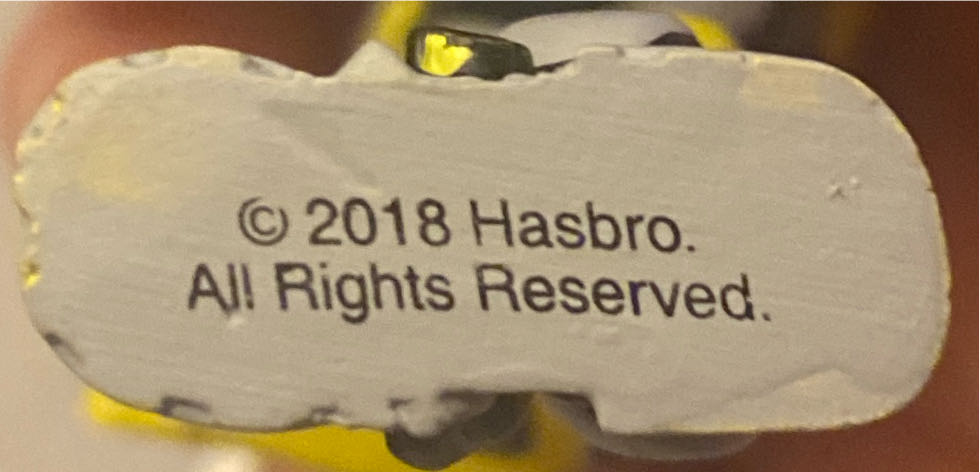 © 2018 Hasbro.
All Rights Reserved.